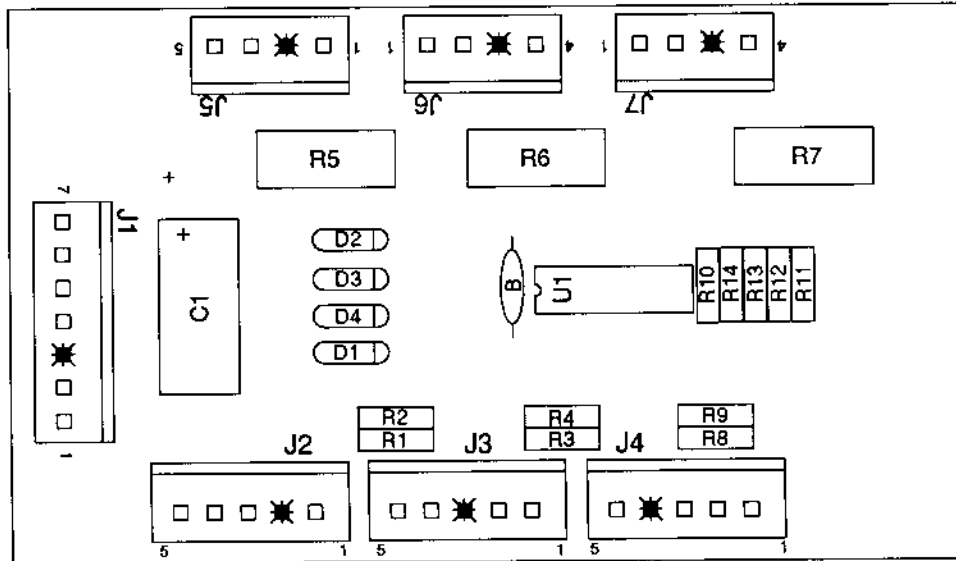 5 1 1 4 1 4
J5 J6 J7
R5 R6 R7
+
7 J1
+
D2
D3
D4
D1
C1
B U1
R10 R14 R13 R12 R11
R2 R4 R9
R1 R3 R8
1
J2 J3 J4
5 1 5 1 5 1